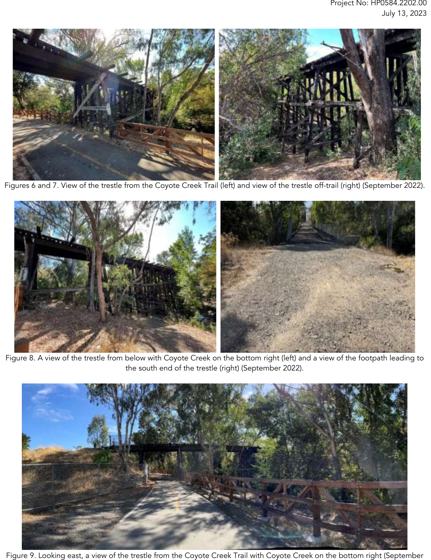 Project No: HP0584.2202.00
July 13, 2023
Figures 6 and 7. View of the trestle from the Coyote Creek Trail (left) and view of the trestle off-trail (right) (September 2022).
Figure 8. A view of the trestle from below with Coyote Creek on the bottom right (left) and a view of the footpath leading to
the south end of the trestle (right) (September 2022).
Figure 9. Looking east, a view of the trestle from the Coyote Creek Trail with Coyote Creek on the bottom right (September